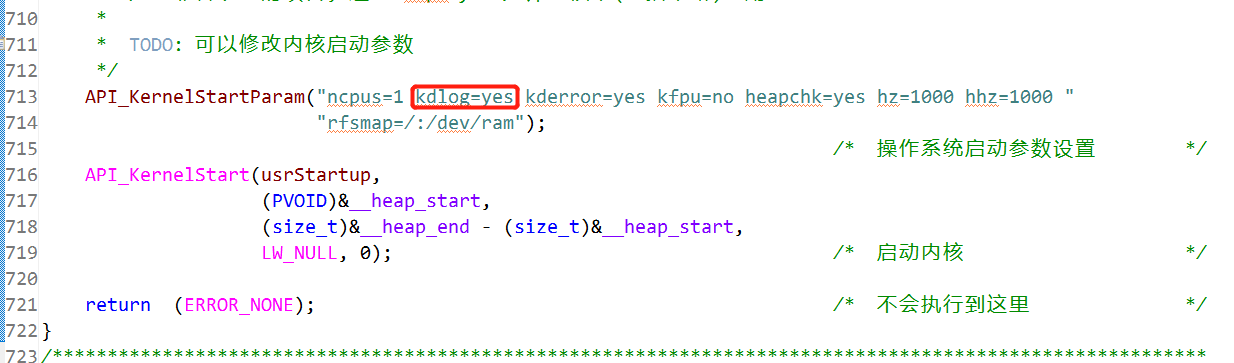 710 *
711 * TODO: 可以修改内核启动参数
712 */
713 API_KernelStartParam("ncpus=1 kdlog=yes kderror=yes kfpu=no heapchk=yes hz=1000 hhz=1000 "
714 "rfsmap=/:/dev/ram");
715 /* 操作系统启动参数设置 */
716 API_KernelStart(usrStartup,
717 (PVOID)&__heap_start,
718 (size_t)&__heap_end - (size_t)&__heap_start,
719 LW_NULL, 0); /* 启动内核 */
720
721 return (ERROR_NONE); /* 不会执行到这里 */
722 }
723 /*********************************************************************************************************